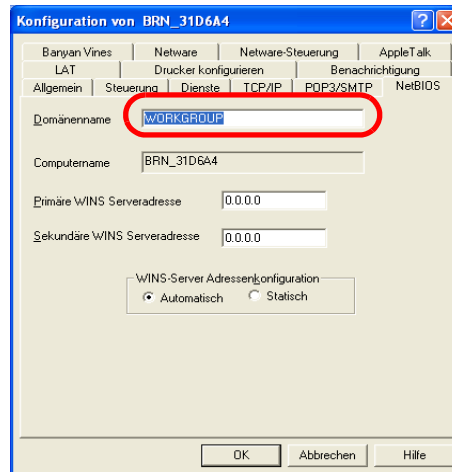 Konfiguration von BRN_31D6A4
Banyan Vines Netware Netware-Steuerung AppleTalk
LAT Drucker konfigurieren Benachrichtigung
Allgemein Steuerung Dienste TCP/IP POP3/SMTP NetBIOS
Domänenname WORKGROUP
Computername BRN_31D6A4
Primäre WINS Serveradresse 0.0.0.0
Sekundäre WINS Serveradresse 0.0.0.0
WINS-Server Adressenkonfiguration
Automatisch Statisch
OK Abbrechen Hilfe